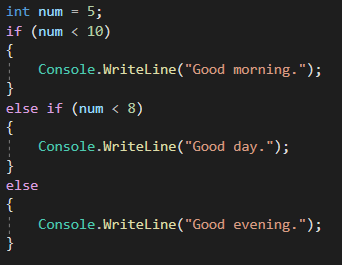 int num = 5;
if (num < 10)
{
    Console.WriteLine("Good morning.");
}
else if (num < 8)
{
    Console.WriteLine("Good day.");
}
else
{
    Console.WriteLine("Good evening.");
}